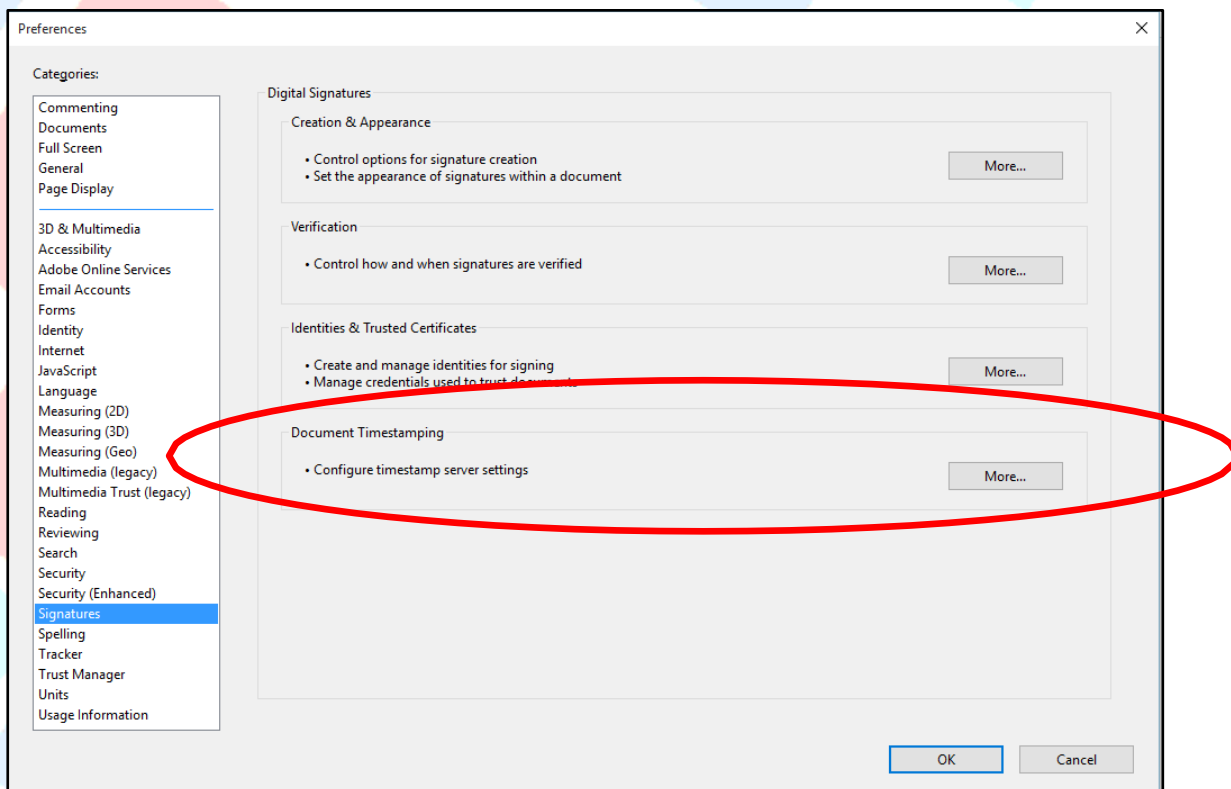 Preferences
Categories:
Commenting
Documents
Full Screen
General
Page Display
3D & Multimedia
Accessibility
Adobe Online Services
Email Accounts
Forms
Identity
Internet
JavaScript
Language
Measuring (2D)
Measuring (3D)
Measuring (Geo)
Multimedia (legacy)
Multimedia Trust (legacy)
Reading
Reviewing
Search
Security
Security (Enhanced)
Signatures
Spelling
Tracker
Trust Manager
Units
Usage Information
Digital Signatures
Creation & Appearance
• Control options for signature creation
• Set the appearance of signatures within a document
More...
Verification
• Control how and when signatures are verified
More...
Identities & Trusted Certificates
• Create and manage identities for signing
• Manage credentials used to trust documents
More...
Document Timestamping
• Configure timestamp server settings
More...
OK
Cancel